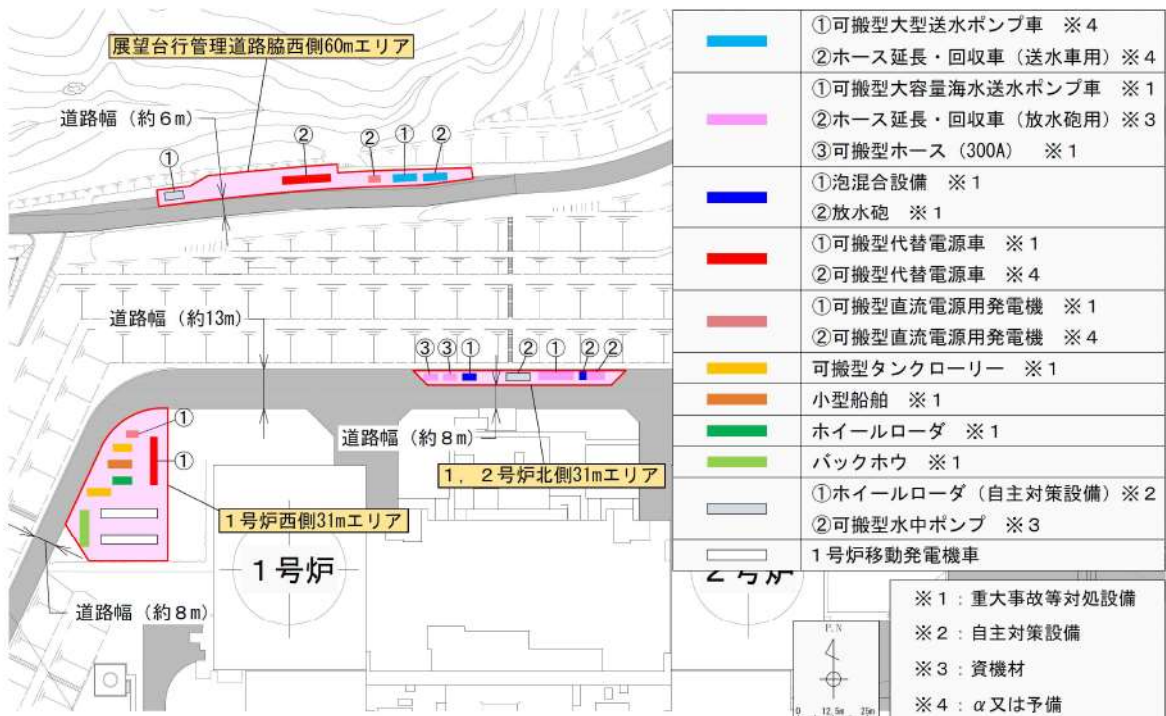 展望台行管理道路脇西側60mエリア
道路幅（約6m）
①
②
②
①
②
道路幅（約13m）
③
③
①
②
①
②
②
道路幅（約8m）
1，2号炉北側31mエリア
①
①
1号炉西側31mエリア
道路幅（約8m）
1号炉
2号炉
①可搬型大型送水ポンプ車 ※4
②ホース延長・回収車（送水車用）※4
①可搬型大容量海水送水ポンプ車 ※1
②ホース延長・回収車（放水砲用）※3
③可搬型ホース（300A） ※1
①泡混合設備 ※1
②放水砲 ※1
①可搬型代替電源車 ※1
②可搬型代替電源車 ※4
①可搬型直流電源用発電機 ※1
②可搬型直流電源用発電機 ※4
可搬型タンクローリー ※1
小型船舶 ※1
ホイールローダ ※1
バックホウ ※1
①ホイールローダ（自主対策設備）※2
②可搬型水中ポンプ ※3
1号炉移動発電機車
※1：重大事故等対処設備
※2：自主対策設備
※3：資機材
※4：α又は予備
P.N
0 12.5m 25m